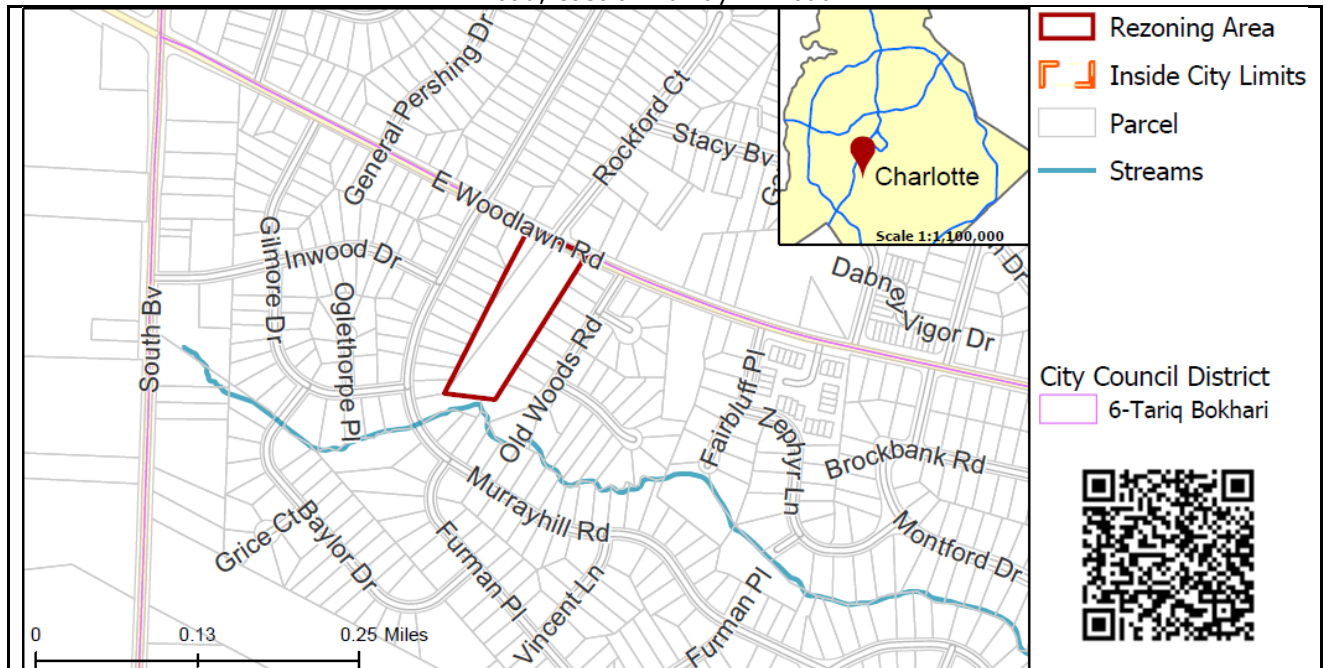 General Pershing Dr
Rockford Ct
Stacy Bv
E Woodlawn Rd
Gilmore Dr
Inwood Dr
Oglethorpe Pl
South Bv
Old Woods Rd
Dabney Vigor Dr
Fairbluff Pl
Zephyr Ln
Brockbank Rd
Montford Dr
Murrayhill Rd
Grice Ct
Baylor Dr
Furman Pl
Vincent Ln
Furman Pl
0 0.13 0.25 Miles
Charlotte
Scale 1:1,100,000
Rezoning Area
Inside City Limits
Parcel
Streams
City Council District
6-Tariq Bokhari